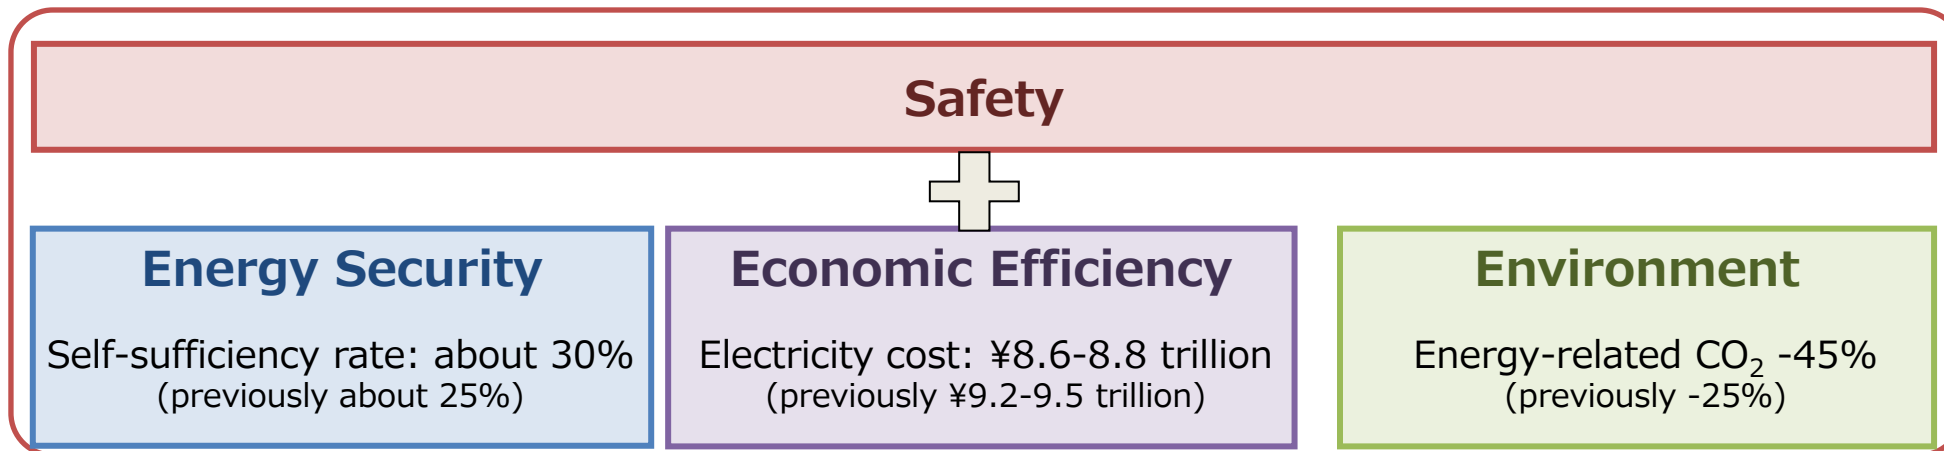 Safety
Energy Security
Self-sufficiency rate: about 30%
(previously about 25%)
Economic Efficiency
Electricity cost: ¥8.6-8.8 trillion
(previously ¥9.2-9.5 trillion)
Environment
Energy-related CO₂ -45%
(previously -25%)